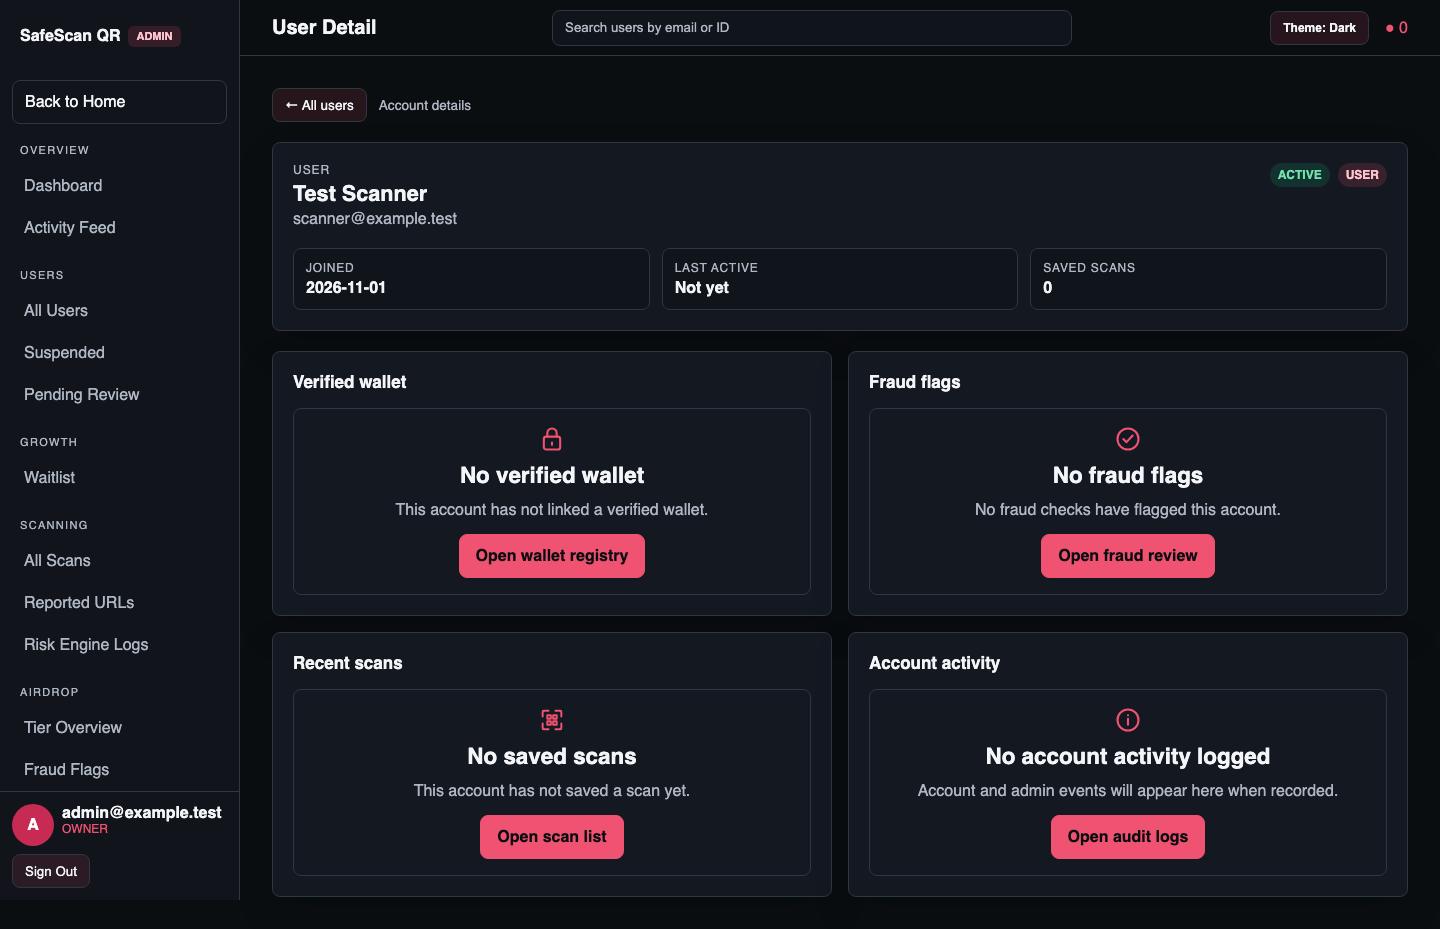 SafeScan QR ADMIN
Back to Home
OVERVIEW
Dashboard
Activity Feed
USERS
All Users
Suspended
Pending Review
GROWTH
Waitlist
SCANNING
All Scans
Reported URLs
Risk Engine Logs
AIRDROP
Tier Overview
Fraud Flags
A
admin@example.test
OWNER
Sign Out
User Detail
Search users by email or ID
Theme: Dark
0
← All users
Account details
USER
Test Scanner
scanner@example.test
ACTIVE
USER
JOINED
2026-11-01
LAST ACTIVE
Not yet
SAVED SCANS
0
Verified wallet
No verified wallet
This account has not linked a verified wallet.
Open wallet registry
Fraud flags
No fraud flags
No fraud checks have flagged this account.
Open fraud review
Recent scans
No saved scans
This account has not saved a scan yet.
Open scan list
Account activity
No account activity logged
Account and admin events will appear here when recorded.
Open audit logs